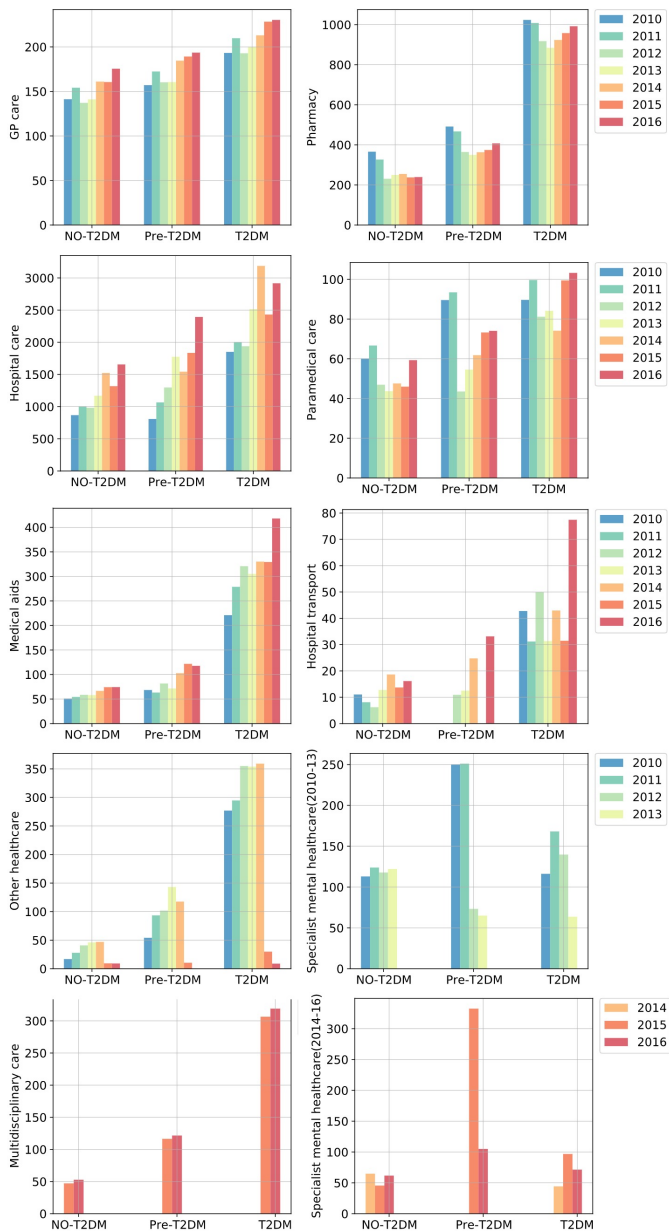 GP care
200
150
100
50
0
NO-T2DM
Pre-T2DM
T2DM
Pharmacy
1000
800
600
400
200
0
NO-T2DM
Pre-T2DM
T2DM
2010
2011
2012
2013
2014
2015
2016
Hospital care
3000
2500
2000
1500
1000
500
0
NO-T2DM
Pre-T2DM
T2DM
Paramedical care
100
80
60
40
20
0
NO-T2DM
Pre-T2DM
T2DM
2010
2011
2012
2013
2014
2015
2016
Medical aids
400
350
300
250
200
150
100
50
0
NO-T2DM
Pre-T2DM
T2DM
Hospital transport
80
70
60
50
40
30
20
10
0
NO-T2DM
Pre-T2DM
T2DM
2010
2011
2012
2013
2014
2015
2016
Other healthcare
350
300
250
200
150
100
50
0
NO-T2DM
Pre-T2DM
T2DM
Specialist mental healthcare(2010-13)
250
200
150
100
50
0
NO-T2DM
Pre-T2DM
T2DM
2010
2011
2012
2013
Multidisciplinary care
300
250
200
150
100
50
0
NO-T2DM
Pre-T2DM
T2DM
Specialist mental healthcare(2014-16)
300
250
200
150
100
50
0
NO-T2DM
Pre-T2DM
T2DM
2014
2015
2016